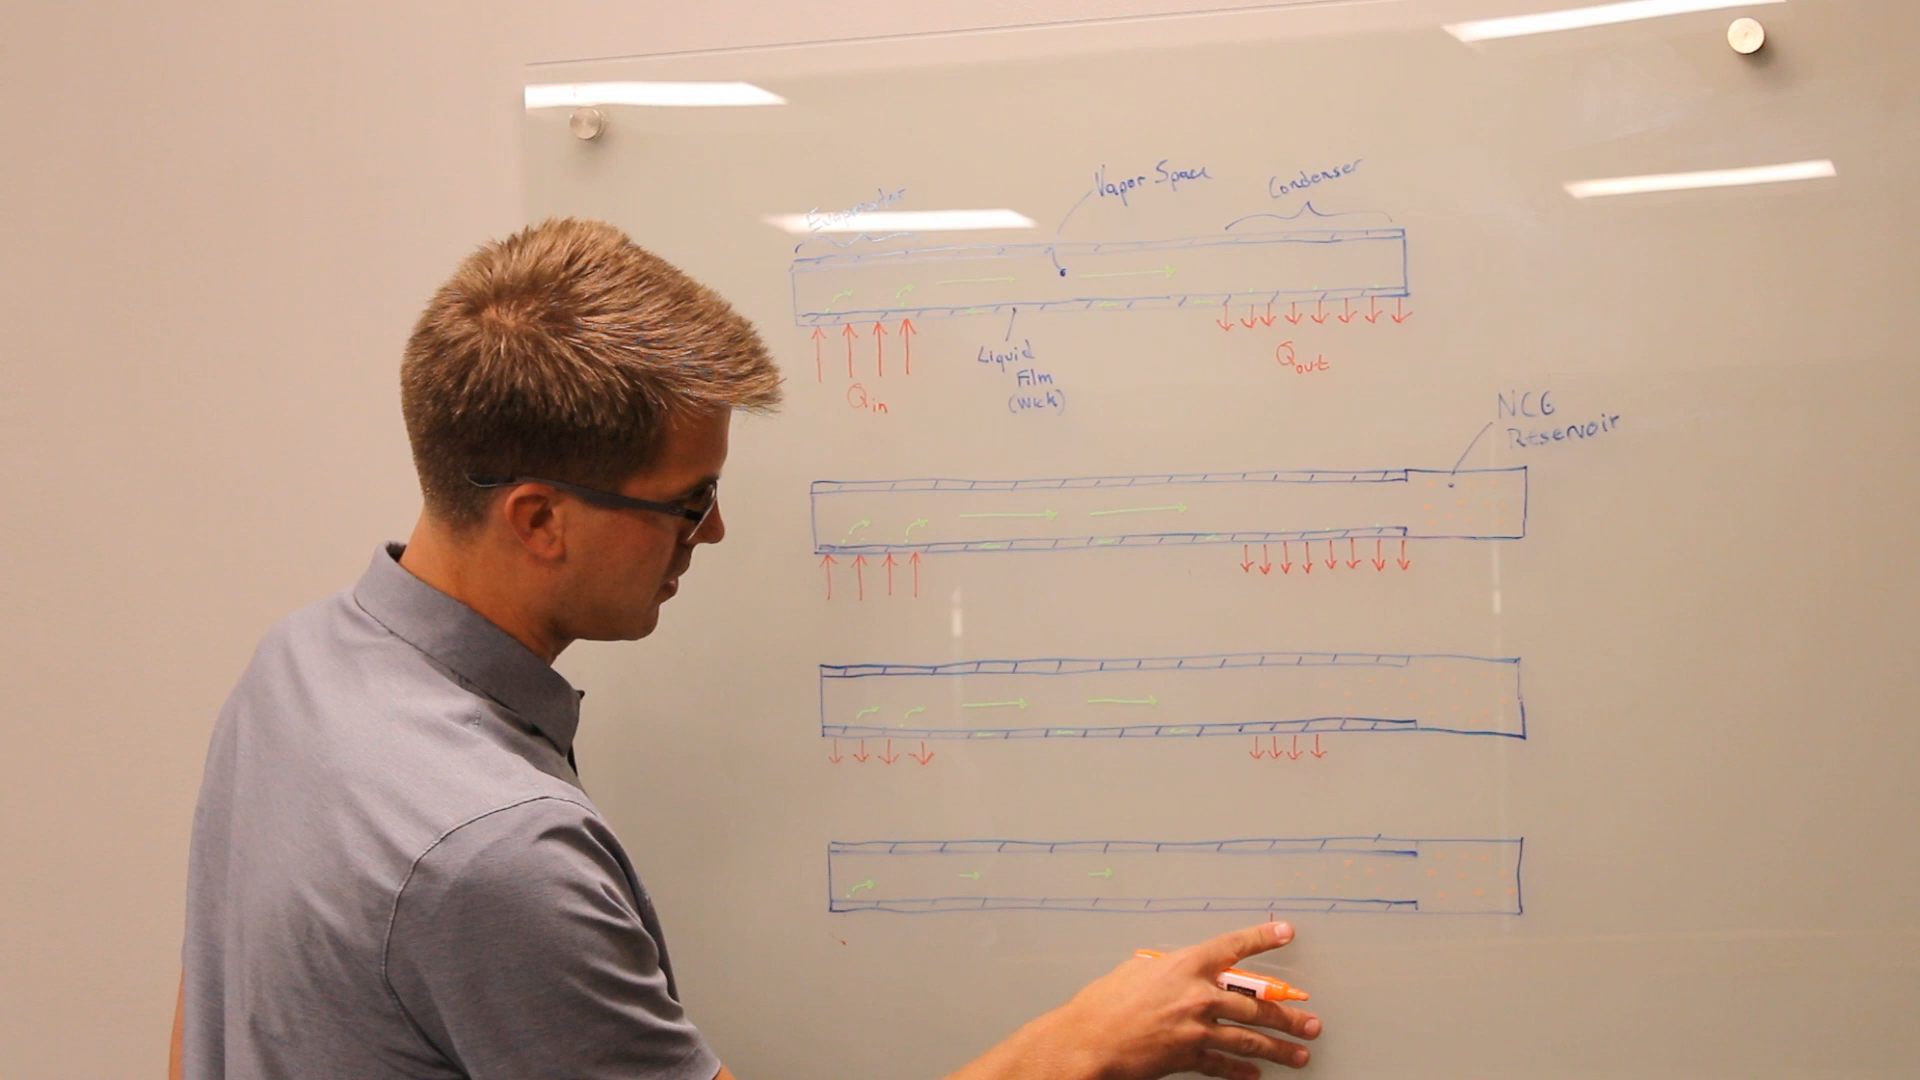 Evaporator
Vapor Space
Condenser
Qin
Liquid
Film
(Wick)
Qout
NCG
Reservoir